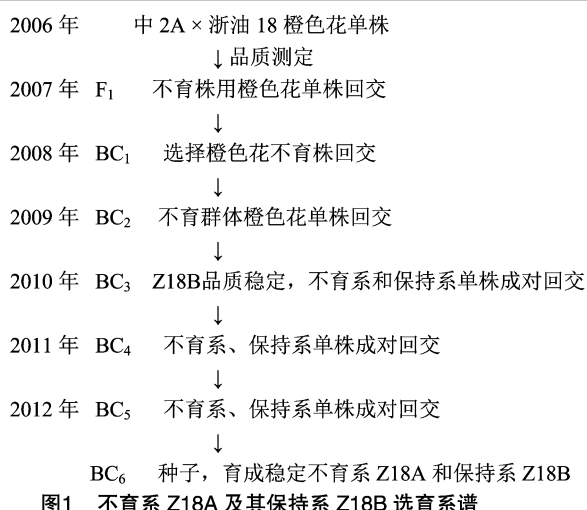 2006 年 中 2A × 浙油 18 橙色花单株
↓品质测定
2007 年 F₁ 不育株用橙色花单株回交
↓
2008 年 BC₁ 选择橙色花不育株回交
↓
2009 年 BC₂ 不育群体橙色花单株回交
↓
2010 年 BC₃ Z18B品质稳定，不育系和保持系单株成对回交
↓
2011 年 BC₄ 不育系、保持系单株成对回交
↓
2012 年 BC₅ 不育系、保持系单株成对回交
↓
BC₆ 种子，育成稳定不育系 Z18A 和保持系 Z18B
图1 不育系 Z18A 及其保持系 Z18B 选育系谱